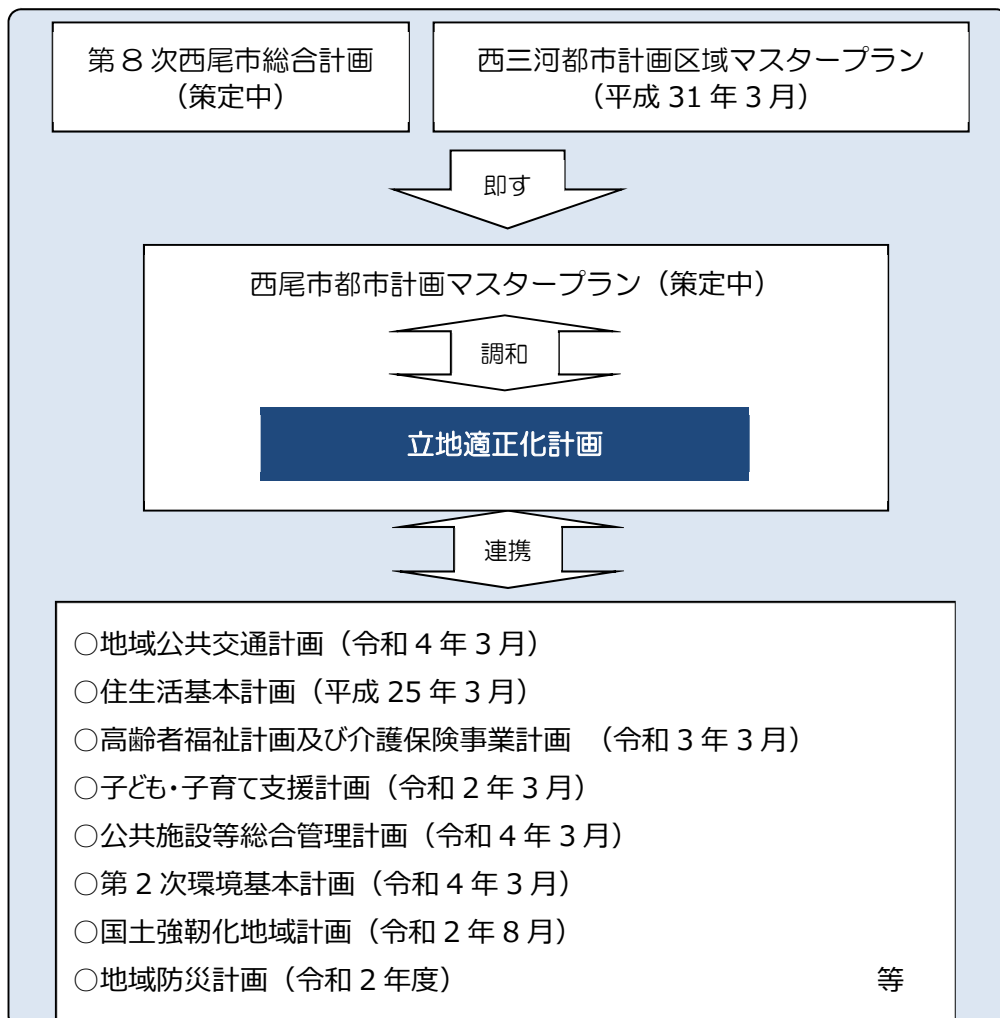 第８次西尾市総合計画
（策定中）
西三河都市計画区域マスタープラン
（平成 31 年３月）
即す
西尾市都市計画マスタープラン（策定中）
調和
立地適正化計画
連携
○地域公共交通計画（令和４年３月）
○住生活基本計画（平成 25 年３月）
○高齢者福祉計画及び介護保険事業計画　（令和３年３月）
○子ども・子育て支援計画（令和２年３月）
○公共施設等総合管理計画（令和４年３月）
○第２次環境基本計画（令和４年３月）
○国土強靭化地域計画（令和２年８月）
○地域防災計画（令和２年度）　等